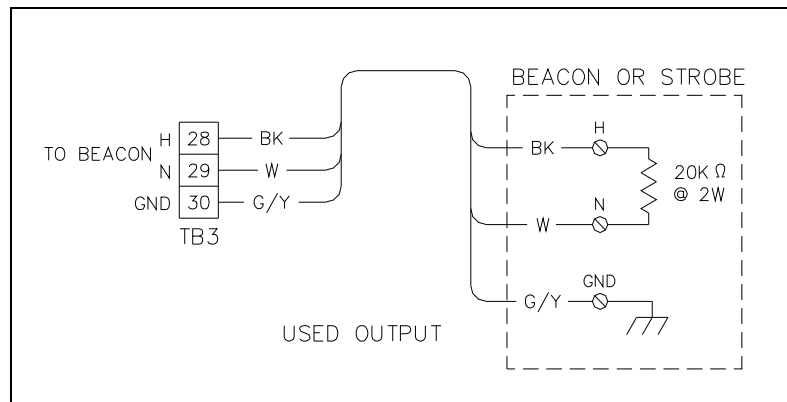 BEACON OR STROBE
TO BEACON
H 28 BK
N 29 W
GND 30 G/Y
TB3
BK H
W N
G/Y GND
20K Ω
@ 2W
USED OUTPUT